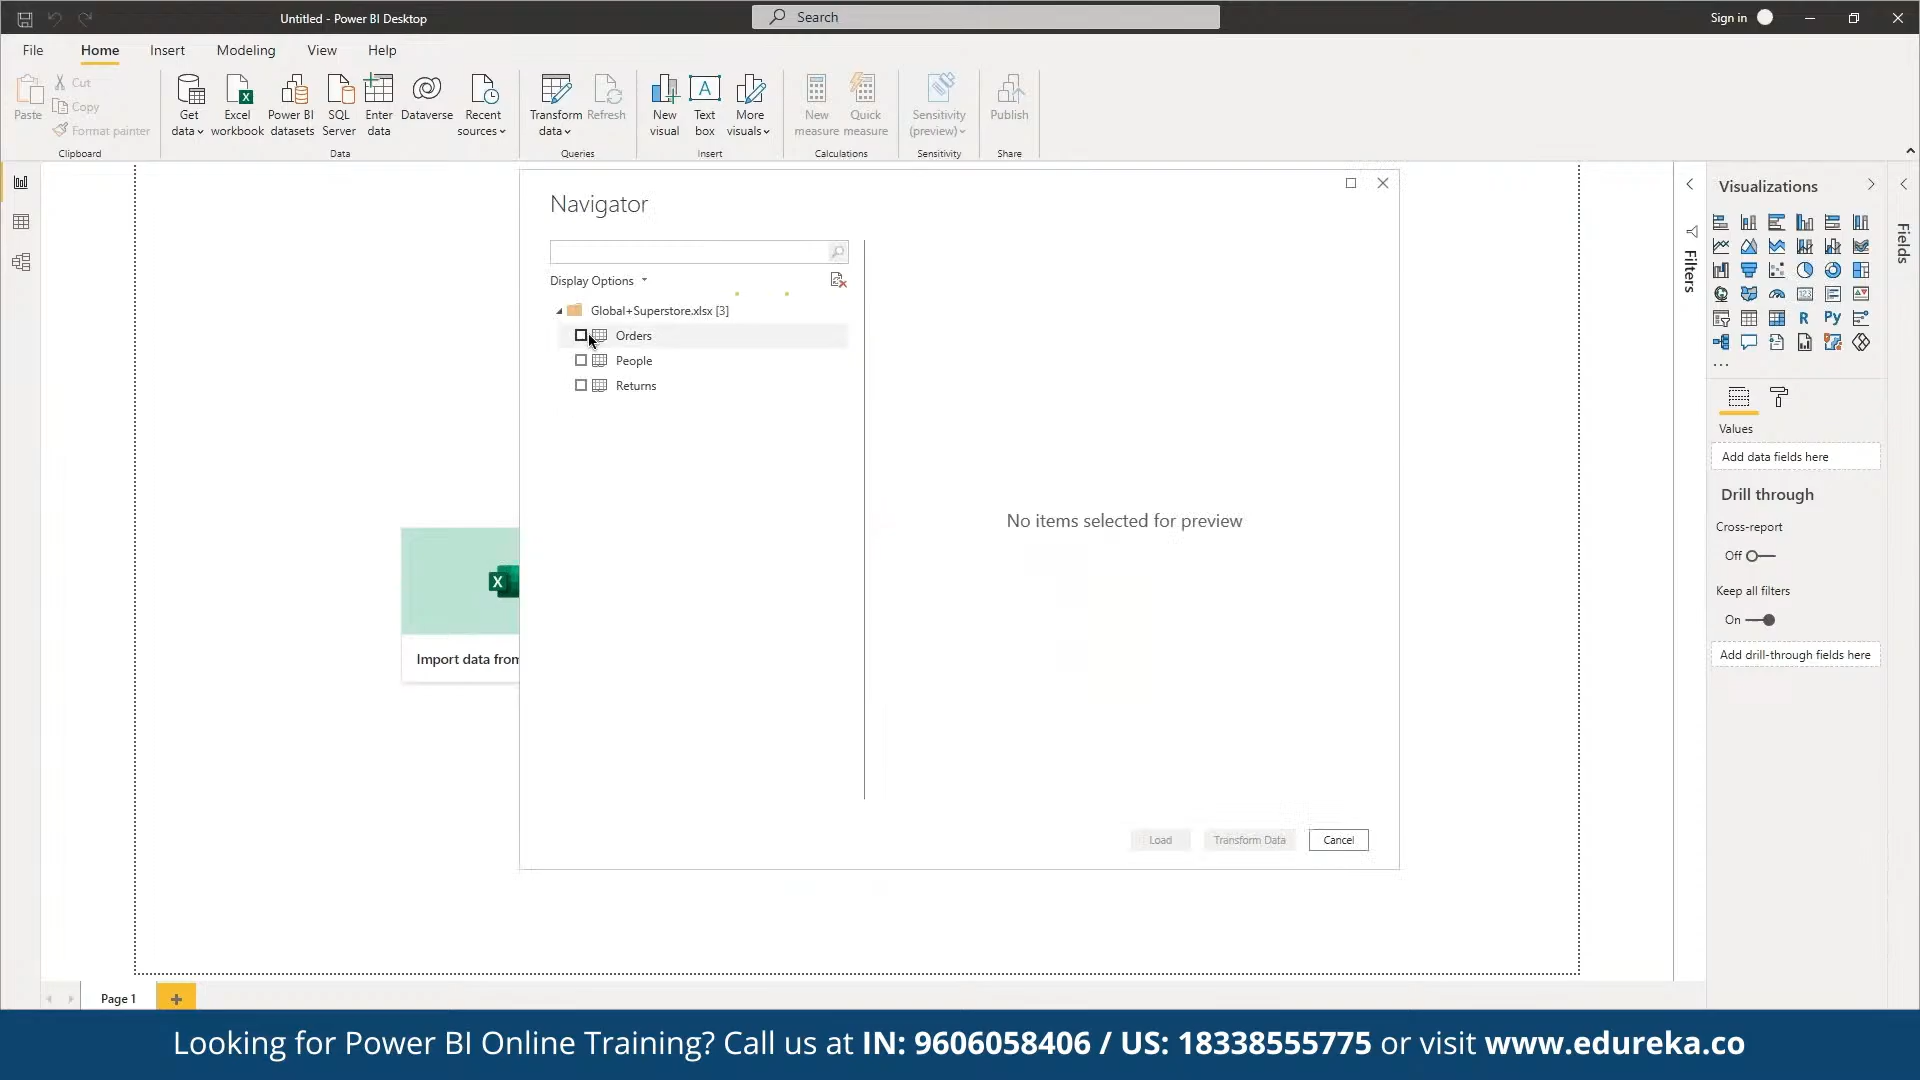 Untitled - Power BI Desktop
Search
Sign in
File
Home
Insert
Modeling
View
Help
Paste
Cut
Copy
Format painter
Clipboard
Get data
Excel workbook
Power BI datasets
SQL Server
Enter data
Dataverse
Recent sources
Data
Transform data
Refresh
Queries
New visual
Text box
More visuals
Insert
New measure
Quick measure
Calculations
Sensitivity (preview)
Sensitivity
Publish
Share
Navigator
Display Options
Global+Superstore.xlsx [3]
Orders
People
Returns
No items selected for preview
Load
Transform Data
Cancel
Import data from
Filters
Visualizations
R
Py
123
...
Values
Add data fields here
Drill through
Cross-report
Off
Keep all filters
On
Add drill-through fields here
Fields
Page 1
Looking for Power BI Online Training? Call us at IN: 9606058406 / US: 18338555775 or visit www.edureka.co